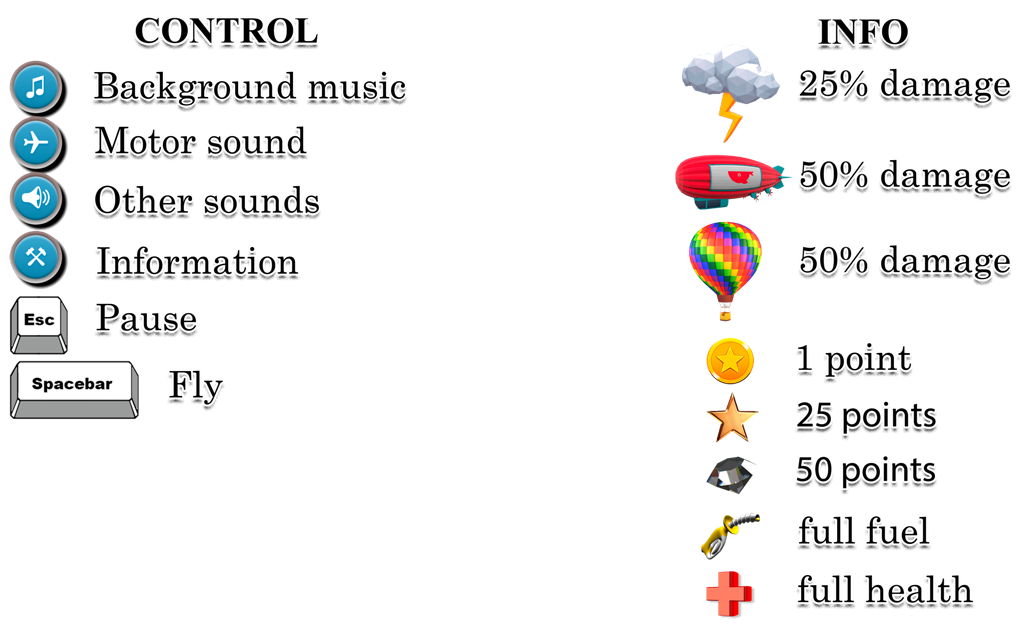 CONTROL
Background music
Motor sound
Other sounds
Information
Esc Pause
Spacebar Fly
INFO
25% damage
50% damage
50% damage
1 point
25 points
50 points
full fuel
full health